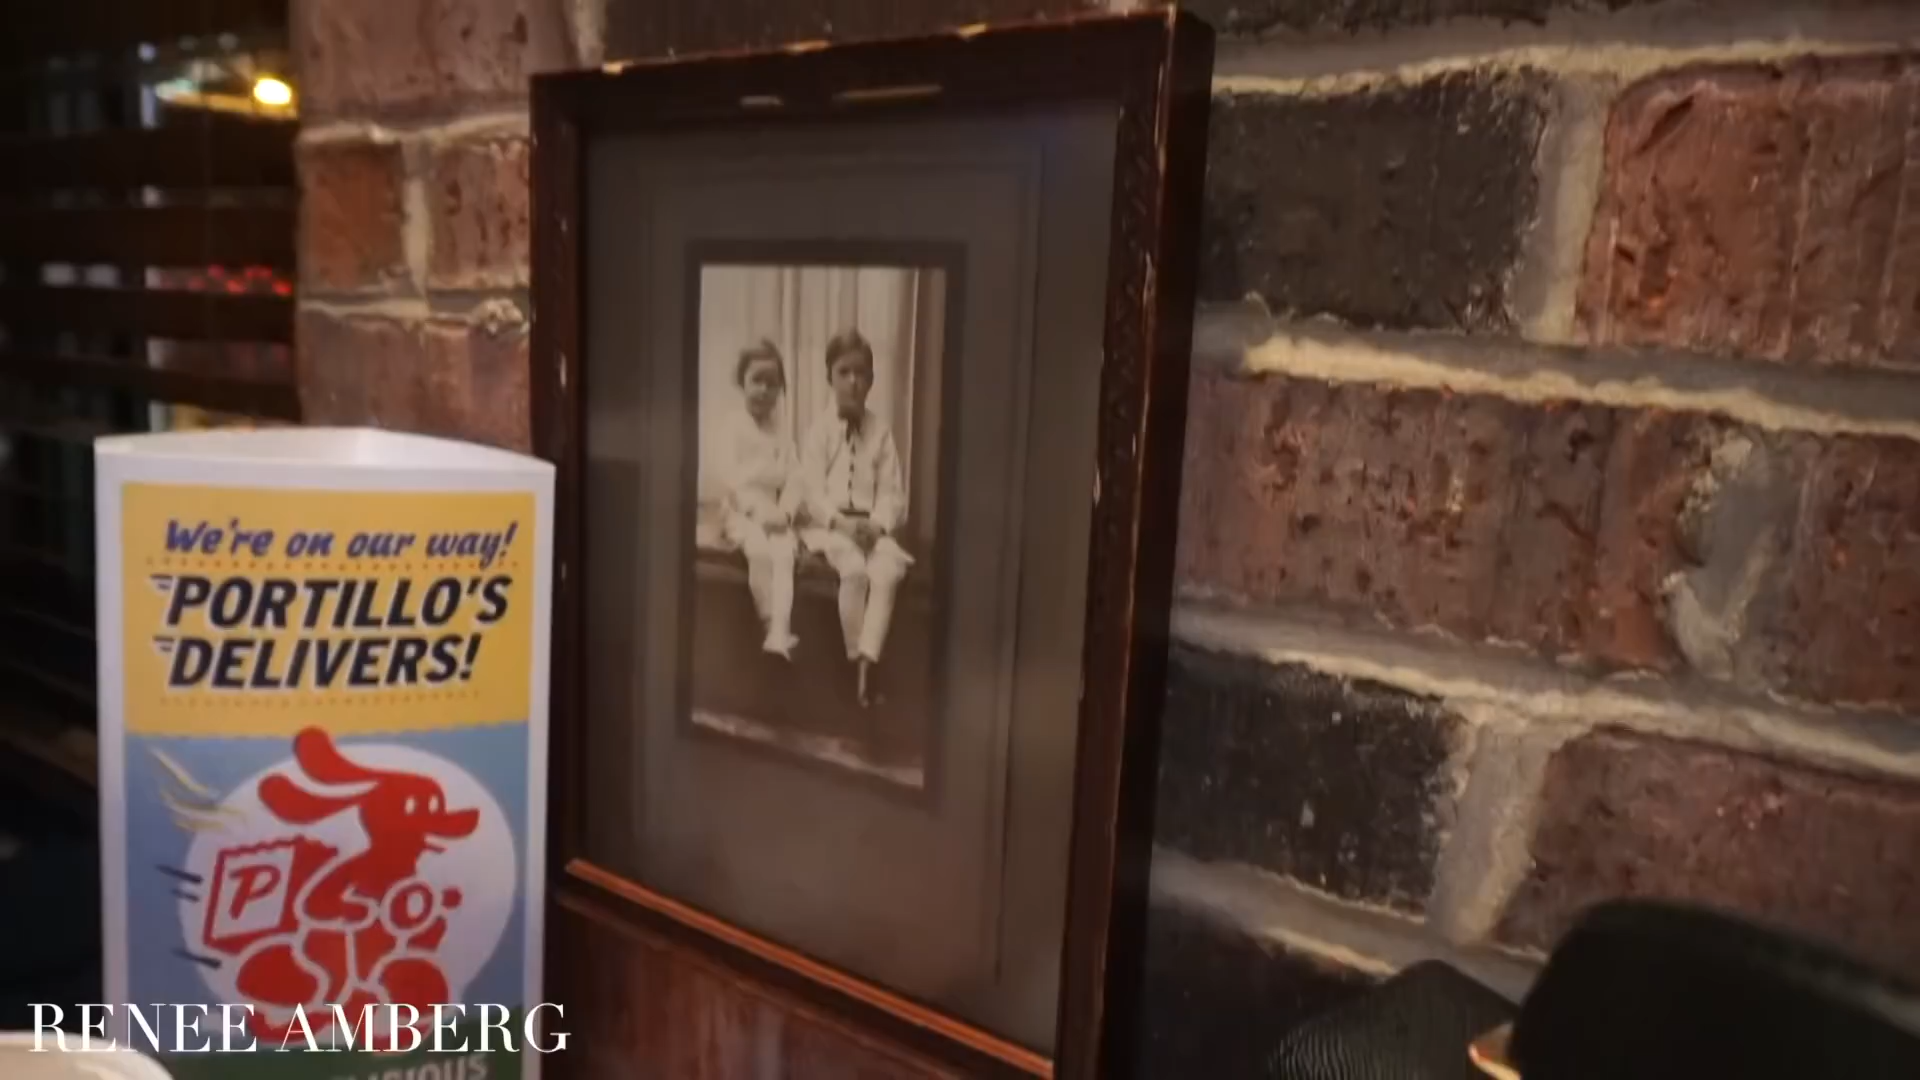 We're on our way!
PORTILLO'S
DELIVERS!
P
RENEE AMBERG